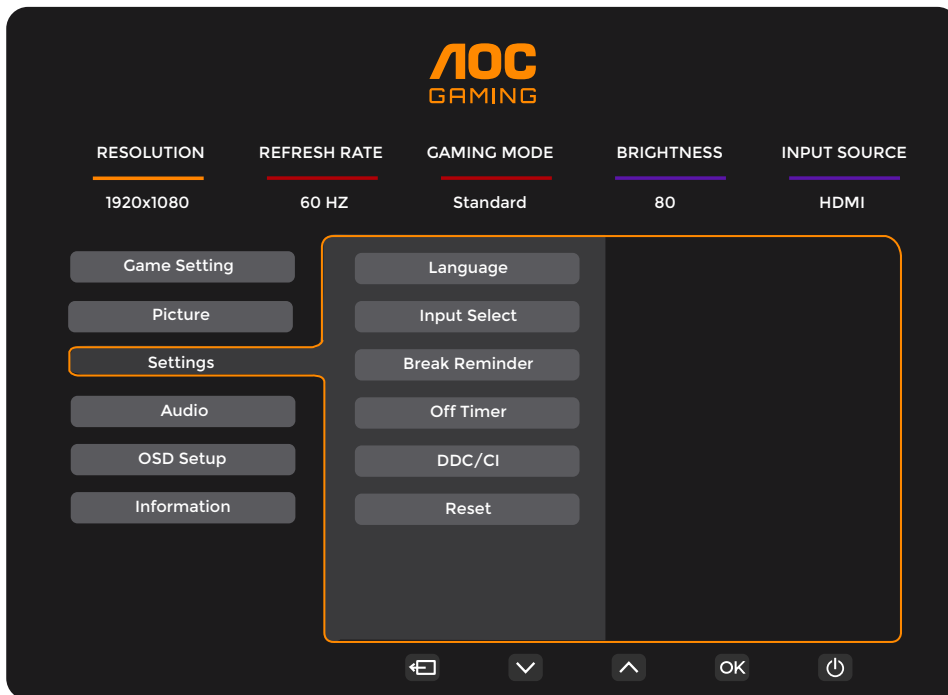 AOC
GAMING
RESOLUTION REFRESH RATE GAMING MODE BRIGHTNESS INPUT SOURCE
1920x1080 60 HZ Standard 80 HDMI
Game Setting
Picture
Settings
Audio
OSD Setup
Information
Language
Input Select
Break Reminder
Off Timer
DDC/CI
Reset
OK